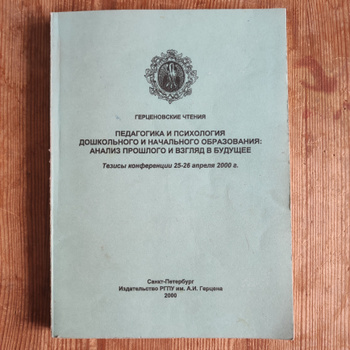 ГЕРЦЕНОВСКИЕ ЧТЕНИЯ
ПЕДАГОГИКА И ПСИХОЛОГИЯ
ДОШКОЛЬНОГО И НАЧАЛЬНОГО ОБРАЗОВАНИЯ:
АНАЛИЗ ПРОШЛОГО И ВЗГЛЯД В БУДУЩЕЕ
Тезисы конференции 25-26 апреля 2000 г.
Санкт-Петербург
Издательство РГПУ им. А.И. Герцена
2000